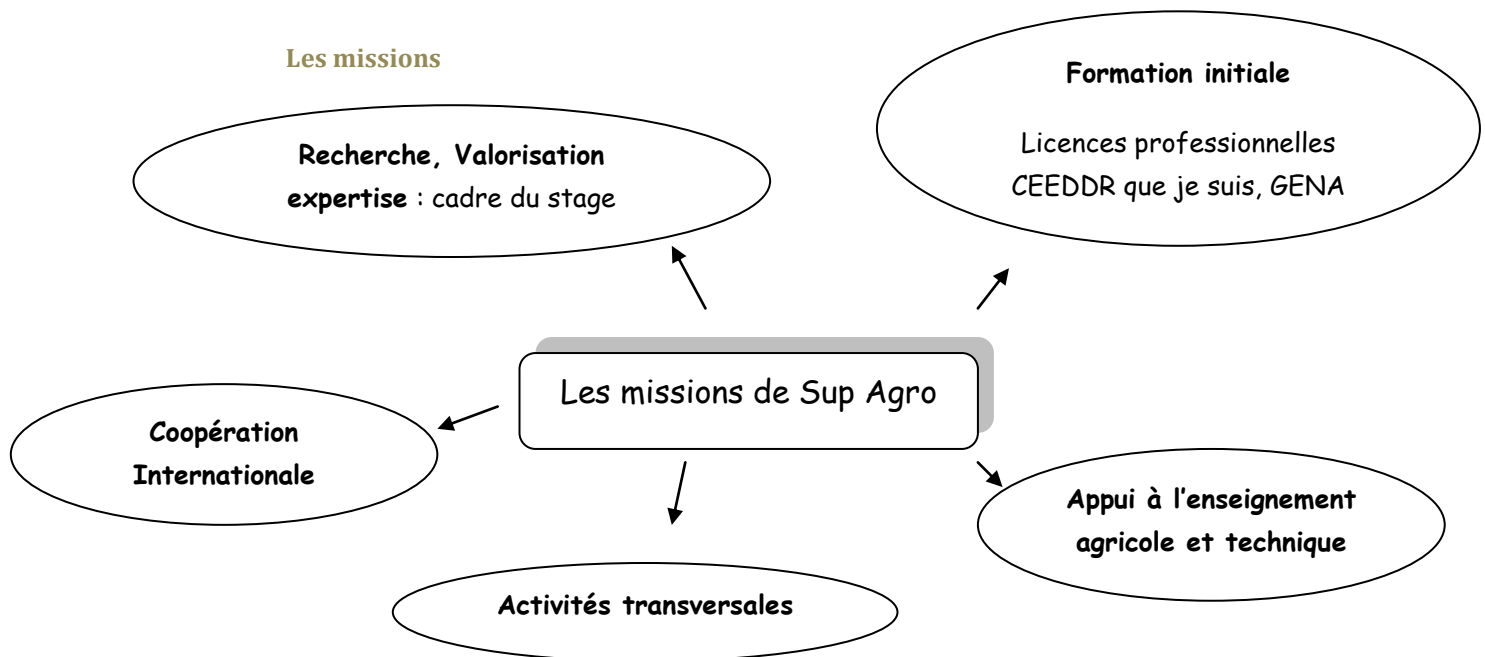 Les missions
Formation initiale
Licences professionnelles
CEEDDR que je suis, GENA
Recherche, Valorisation
expertise : cadre du stage
Les missions de Sup Agro
Coopération
Internationale
Appui à l’enseignement
agricole et technique
Activités transversales